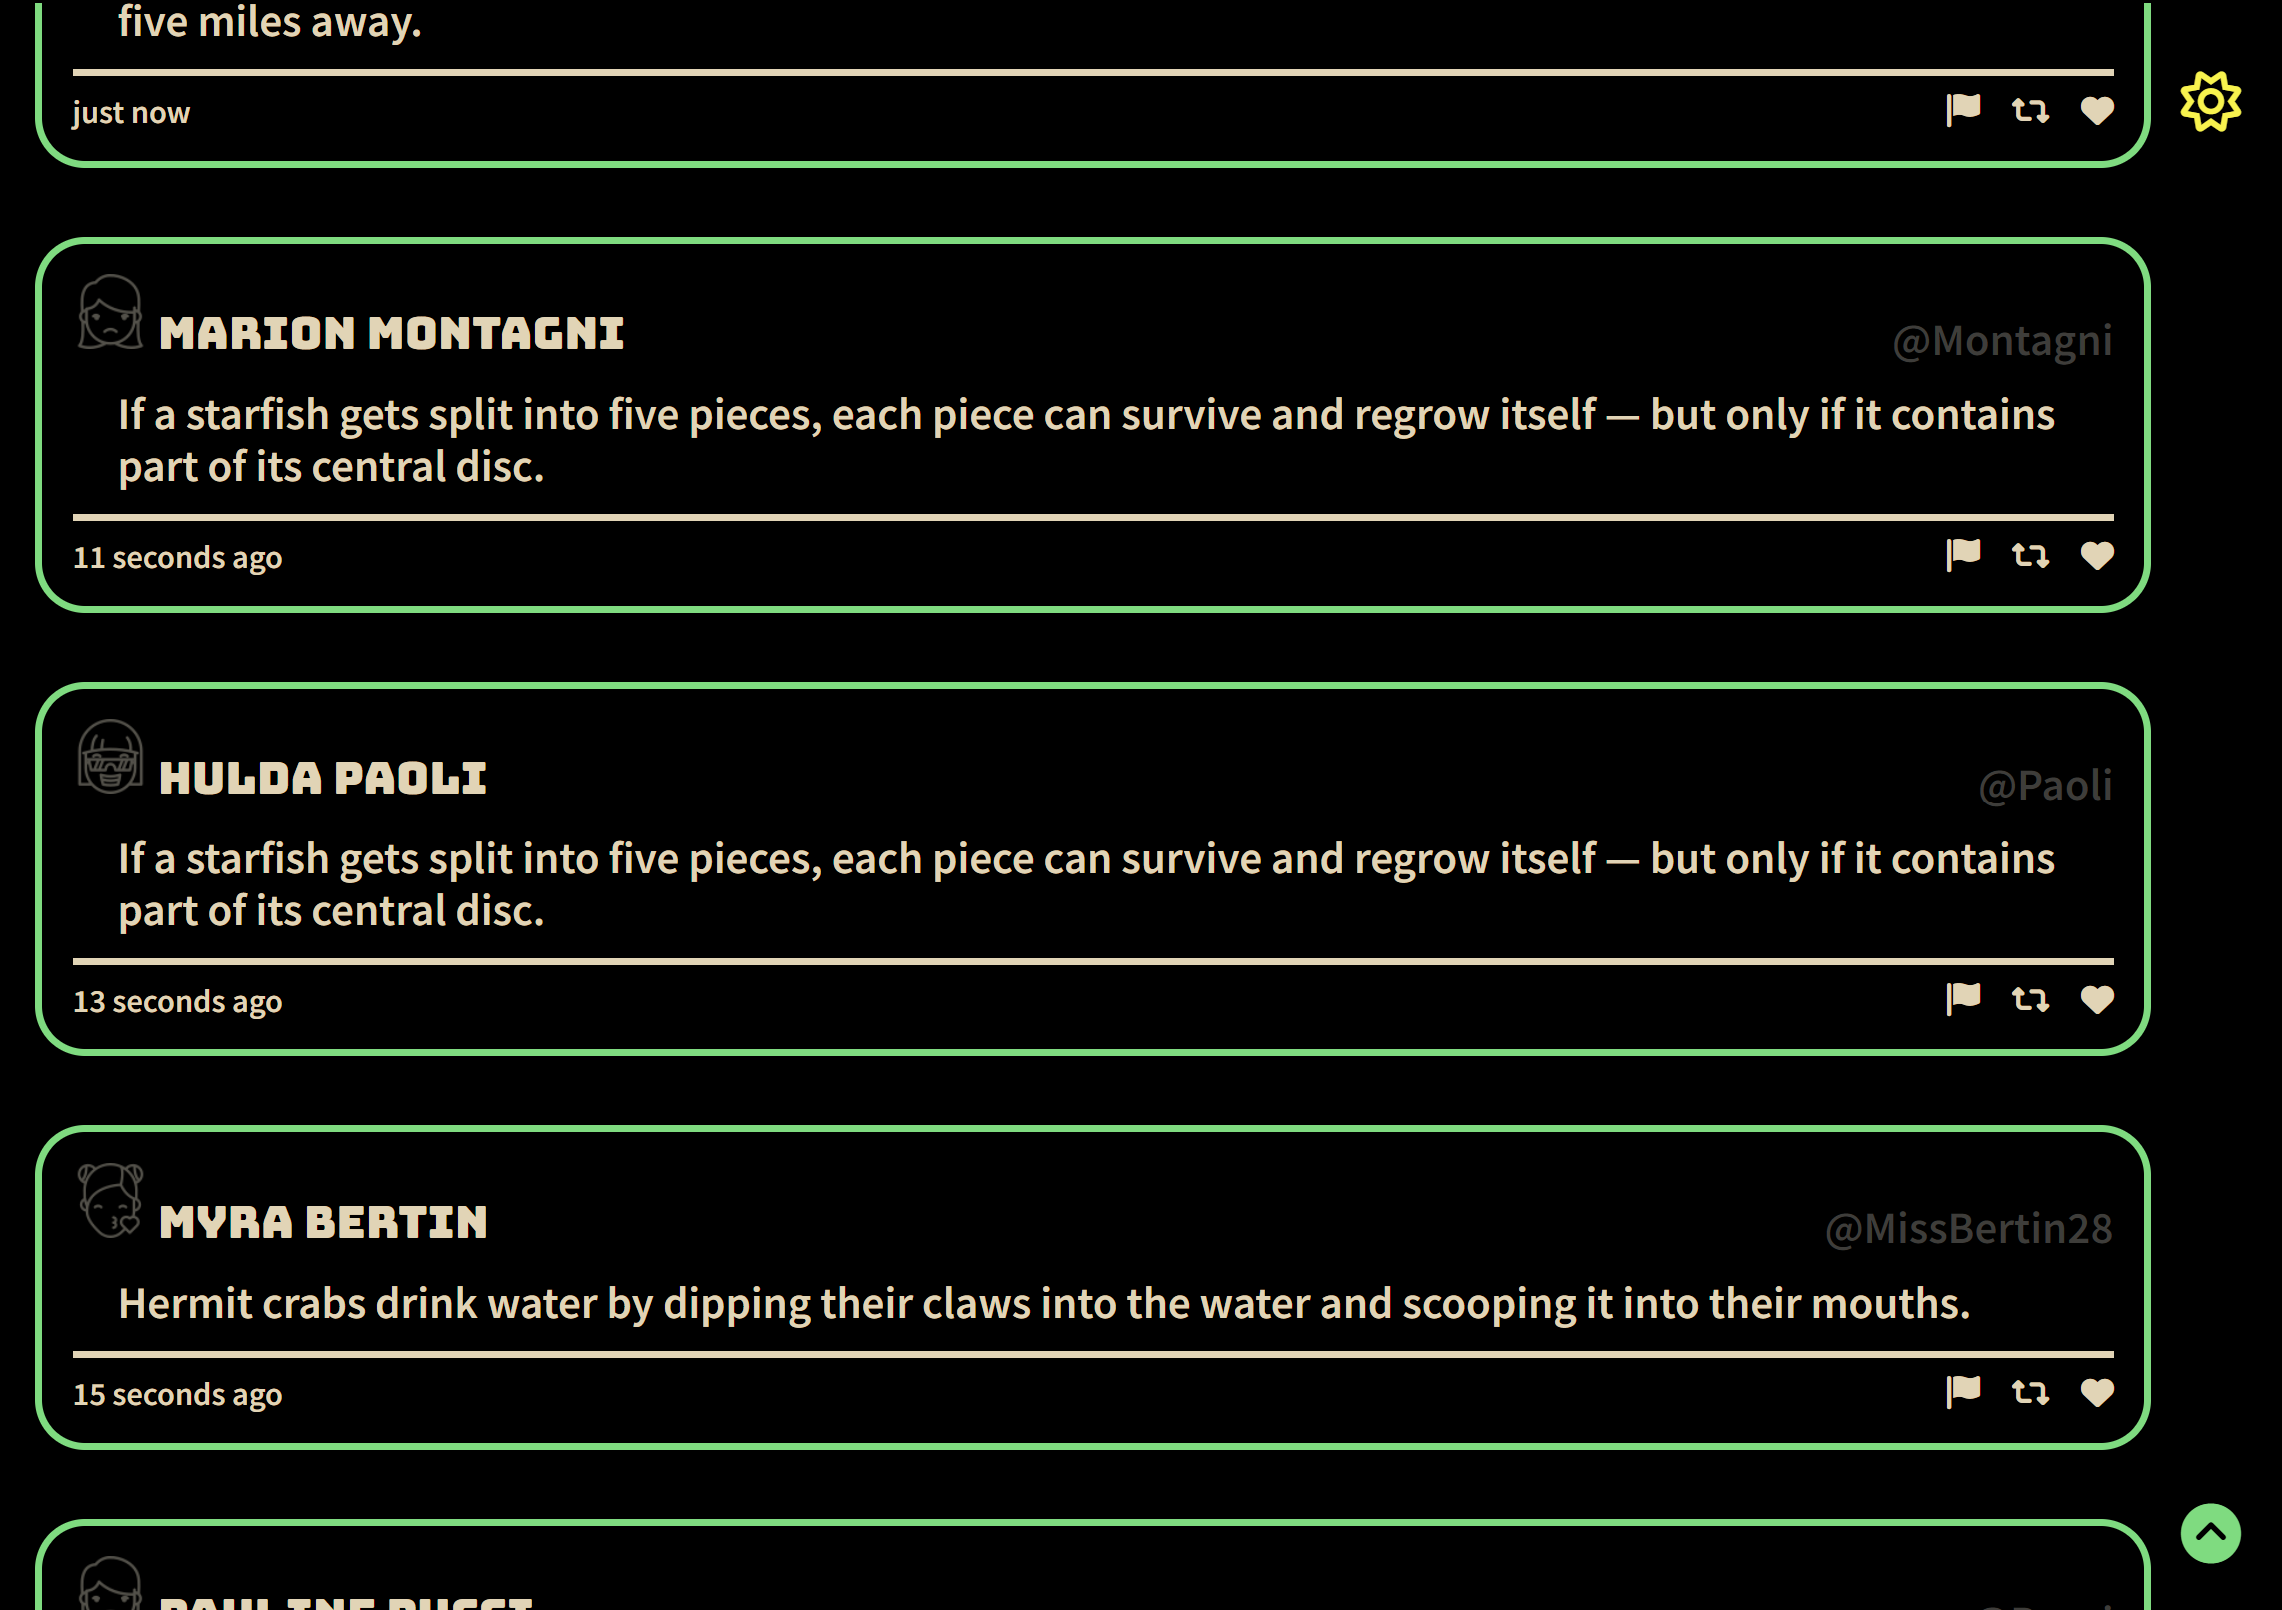 five miles away.
just now
MARION MONTAGNI
@Montagni
If a starfish gets split into five pieces, each piece can survive and regrow itself — but only if it contains
part of its central disc.
11 seconds ago
HULDA PAOLI
@Paoli
If a starfish gets split into five pieces, each piece can survive and regrow itself — but only if it contains
part of its central disc.
13 seconds ago
MYRA BERTIN
@MissBertin28
Hermit crabs drink water by dipping their claws into the water and scooping it into their mouths.
15 seconds ago